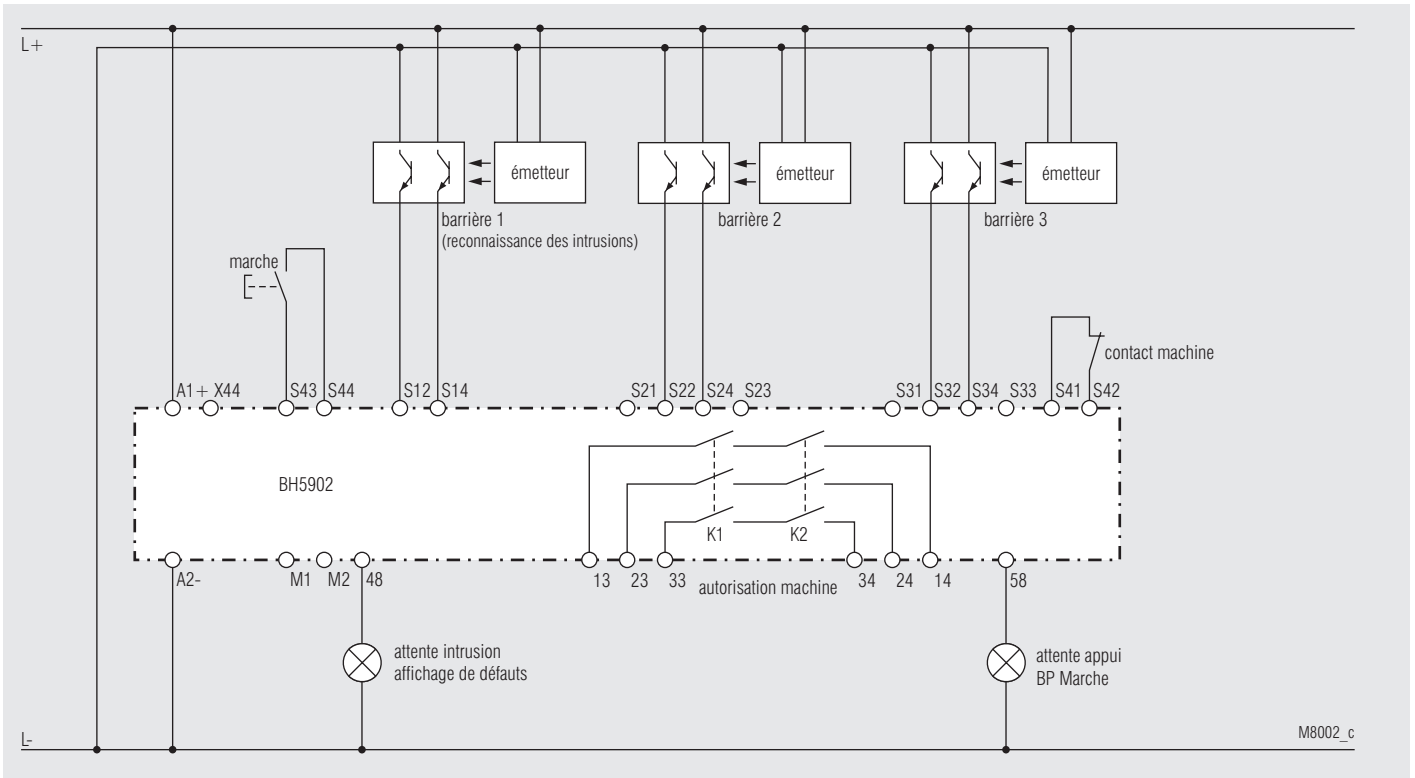 L+
émetteur
émetteur
émetteur
barrière 1
(reconnaissance des intrusions)
barrière 2
barrière 3
marche
contact machine
A1+ X44 S43 S44 S12 S14 S21 S22 S24 S23 S31 S32 S34 S33 S41 S42
BH5902
K1 K2
A2- M1 M2 48 13 23 33 autorisation machine 34 24 14 58
attente intrusion
affichage de défauts
attente appui
BP Marche
L-
M8002_c